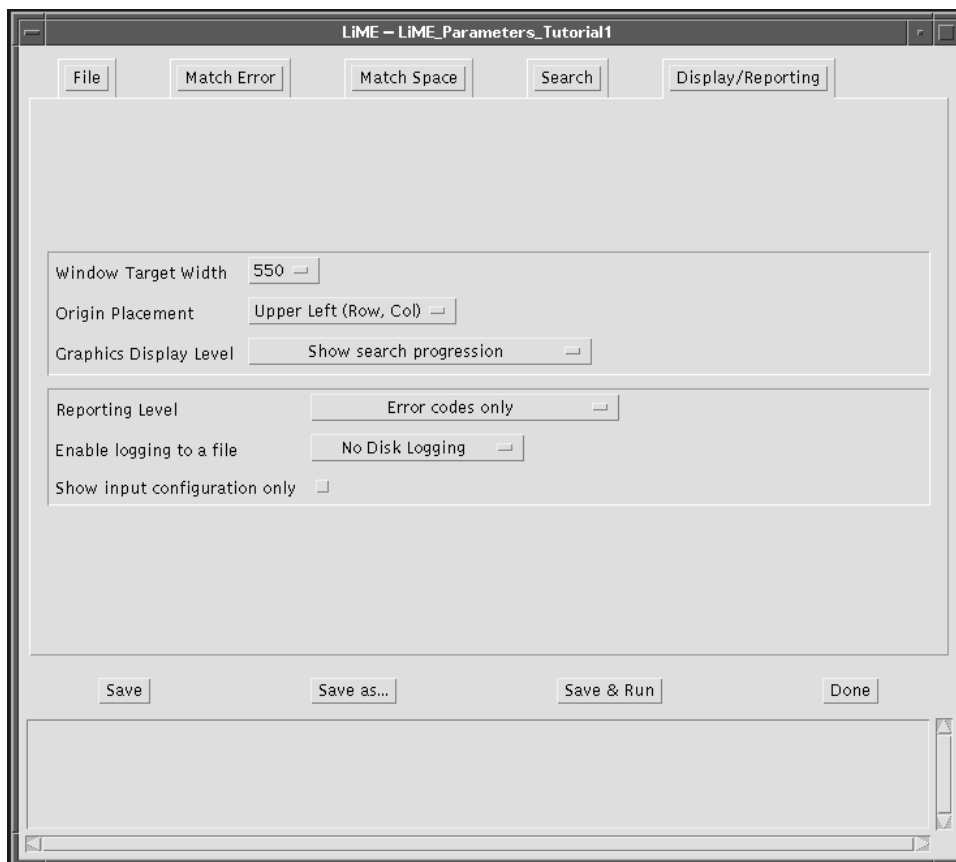 LiME – LiME_Parameters_Tutorial1
File Match Error Match Space Search Display/Reporting
Window Target Width 550
Origin Placement Upper Left (Row, Col)
Graphics Display Level Show search progression
Reporting Level Error codes only
Enable logging to a file No Disk Logging
Show input configuration only
Save Save as... Save & Run Done